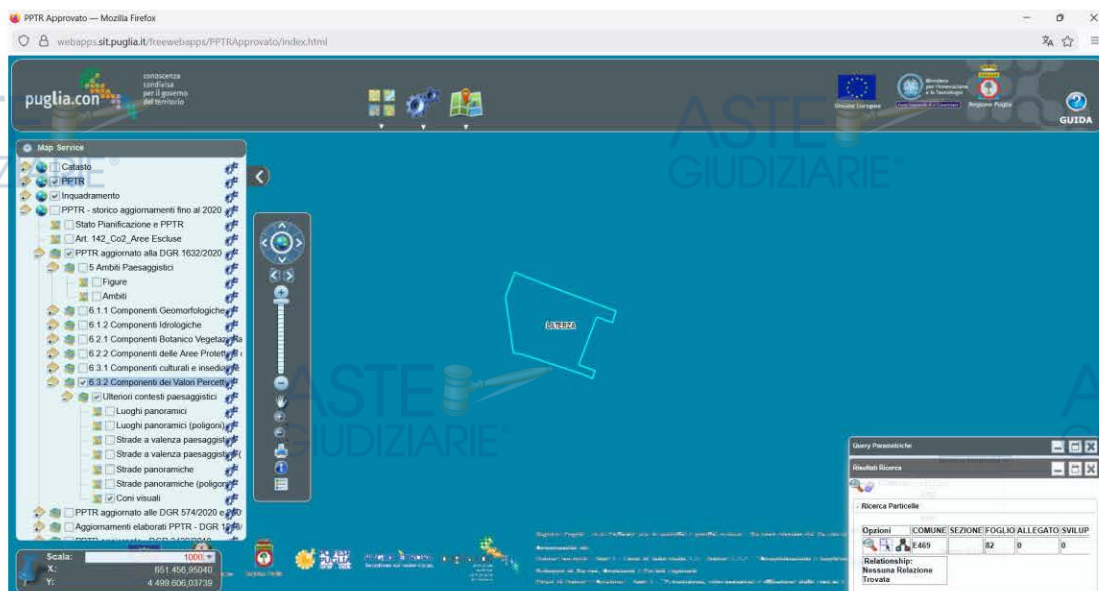 PPTR Approvato — Mozilla Firefox
webapps.sit.puglia.it/freewebapps/PPTRApprovato/index.html
puglia.con
conoscenza
condivisa
per il governo
del territorio
Unione Europea
Regione Puglia
GUIDA
ASTE
GIUDIZIARIE®
Map Service
Catasto
PPTR
Inquadramento
PPTR - storico aggiornamenti fino al 2020
Stato Pianificazione e PPTR
Art. 142_Co2_Aree Escluse
PPTR aggiornato alla DGR 1632/2020
5 Ambiti Paesaggistici
Figure
Ambiti
6.1.1 Componenti Geomorfologiche
6.1.2 Componenti Idrologiche
6.2.1 Componenti Botanico Vegetaz
6.2.2 Componenti delle Aree Protett
6.3.1 Componenti culturali e insedia
6.3.2 Componenti dei Valori Percett
Ulteriori contesti paesaggistici
Luoghi panoramici
Luoghi panoramici (poligoni)
Strade a valenza paesaggist
Strade a valenza paesaggist
Strade panoramiche
Strade panoramiche (poligon
Coni visuali
PPTR aggiornato alle DGR 574/2020 e
Aggiornamenti elaborati PPTR - DGR
LATERZA
ASTE
GIUDIZIARIE®
Scala:
1000
X:
651 456,95040
Y:
4 499 606,03739
Query Parametriche
Risultati Ricerca
Ricerca Particelle
Opzioni COMUNE SEZIONE FOGLIO ALLEGATO SVILUP
E469 82 0 0
Relationship:
Nessuna Relazione
Trovata